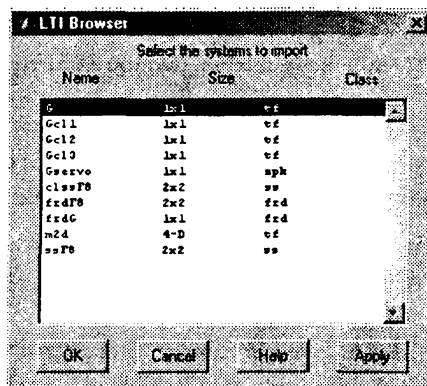 LTI Browser
Select the systems to import
Name Size Class
G 1x1 tf
Gcl1 1x1 tf
Gcl2 1x1 tf
Gcl3 1x1 tf
Gservo 1x1 zpk
clssF8 2x2 ss
frdF8 2x2 frd
frdG 1x1 frd
m2d 4-D tf
ssF8 2x2 ss
OK Cancel Help Apply